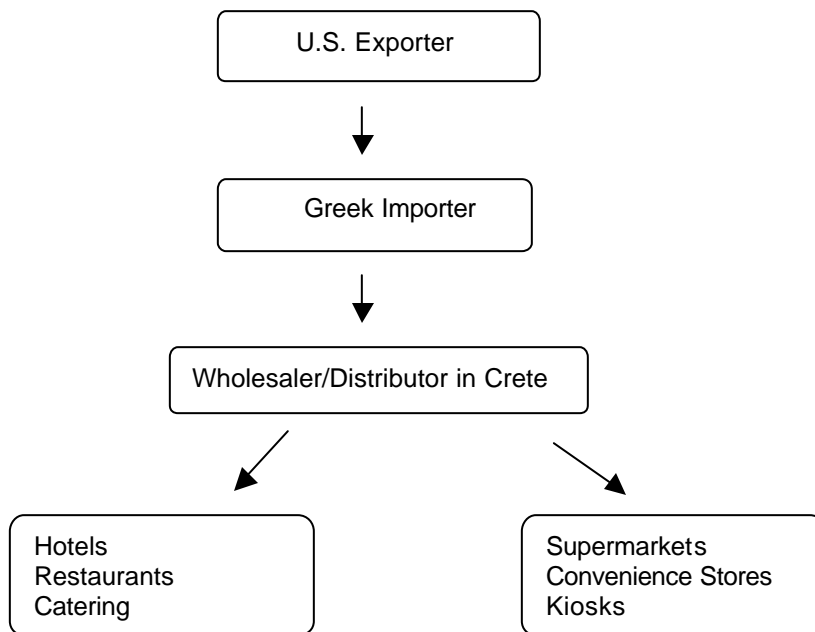 U.S. Exporter
Greek Importer
Wholesaler/Distributor in Crete
Hotels
Restaurants
Catering
Supermarkets
Convenience Stores
Kiosks